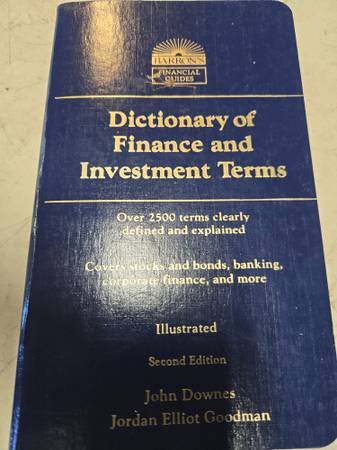 BARRON'S
FINANCIAL
GUIDES
Dictionary of
Finance and
Investment Terms
Over 2500 terms clearly
defined and explained
Covers stocks and bonds, banking,
corporate finance, and more
Illustrated
Second Edition
John Downes
Jordan Elliot Goodman